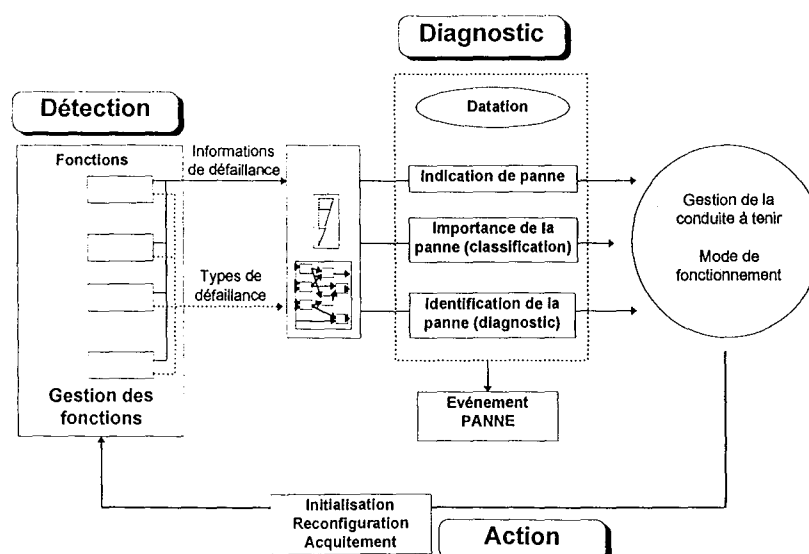 Diagnostic
Détection
Datation
Fonctions
Informations
de défaillance
Indication de panne
Importance de la
panne (classification)
Types de
défaillance
Identification de la
panne (diagnostic)
Gestion de la
conduite à tenir
Mode de
fonctionnement
Gestion des
fonctions
Evénement
PANNE
Initialisation
Reconfiguration
Acquitement
Action